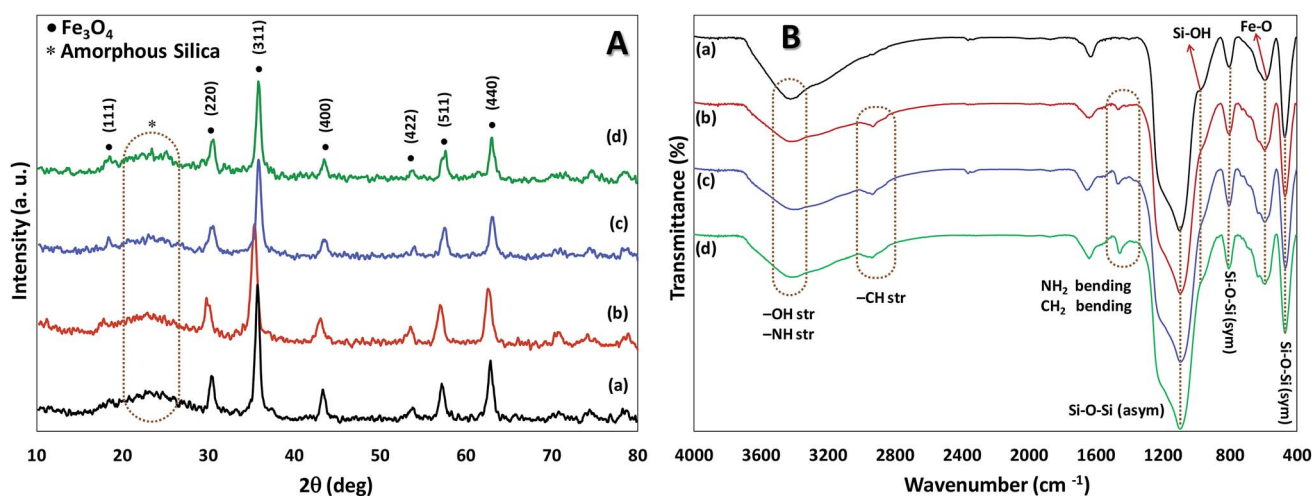 ● Fe₃O₄
* Amorphous Silica
A
(111)
*
(220)
(311)
(400)
(422)
(511)
(440)
(d)
(c)
(b)
(a)
Intensity (a. u.)
10 20 30 40 50 60 70 80
2θ (deg)
B
(a)
(b)
(c)
(d)
Si-OH
Fe-O
–OH str
–NH str
–CH str
NH₂ bending
CH₂ bending
Si-O-Si (asym)
Si-O-Si (sym)
Si-O-Si (sym)
Transmittance (%)
4000 3600 3200 2800 2400 2000 1600 1200 800 400
Wavenumber (cm ⁻¹)